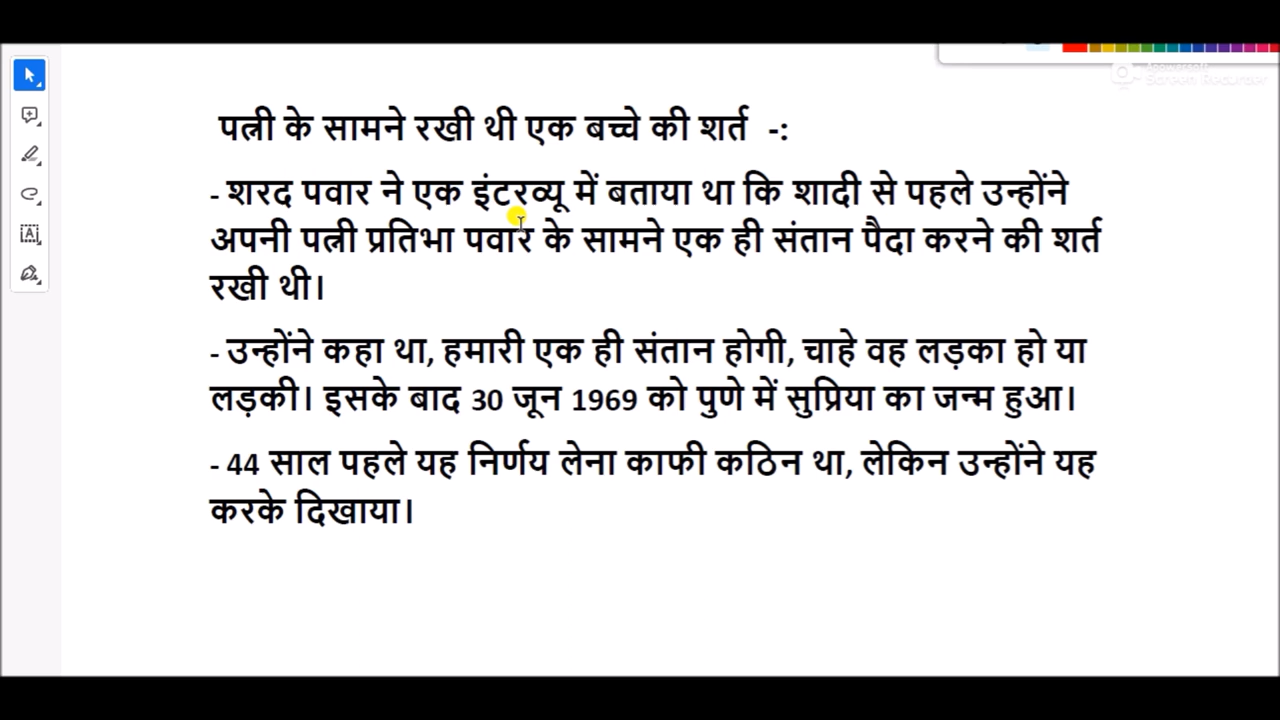 पत्नी के सामने रखी थी एक बच्चे की शर्त -:
- शरद पवार ने एक इंटरव्यू में बताया था कि शादी से पहले उन्होंने
अपनी पत्नी प्रतिभा पवार के सामने एक ही संतान पैदा करने की शर्त
रखी थी।
- उन्होंने कहा था, हमारी एक ही संतान होगी, चाहे वह लड़का हो या
लड़की। इसके बाद 30 जून 1969 को पुणे में सुप्रिया का जन्म हुआ।
- 44 साल पहले यह निर्णय लेना काफी कठिन था, लेकिन उन्होंने यह
करके दिखाया।
Screen Recorder